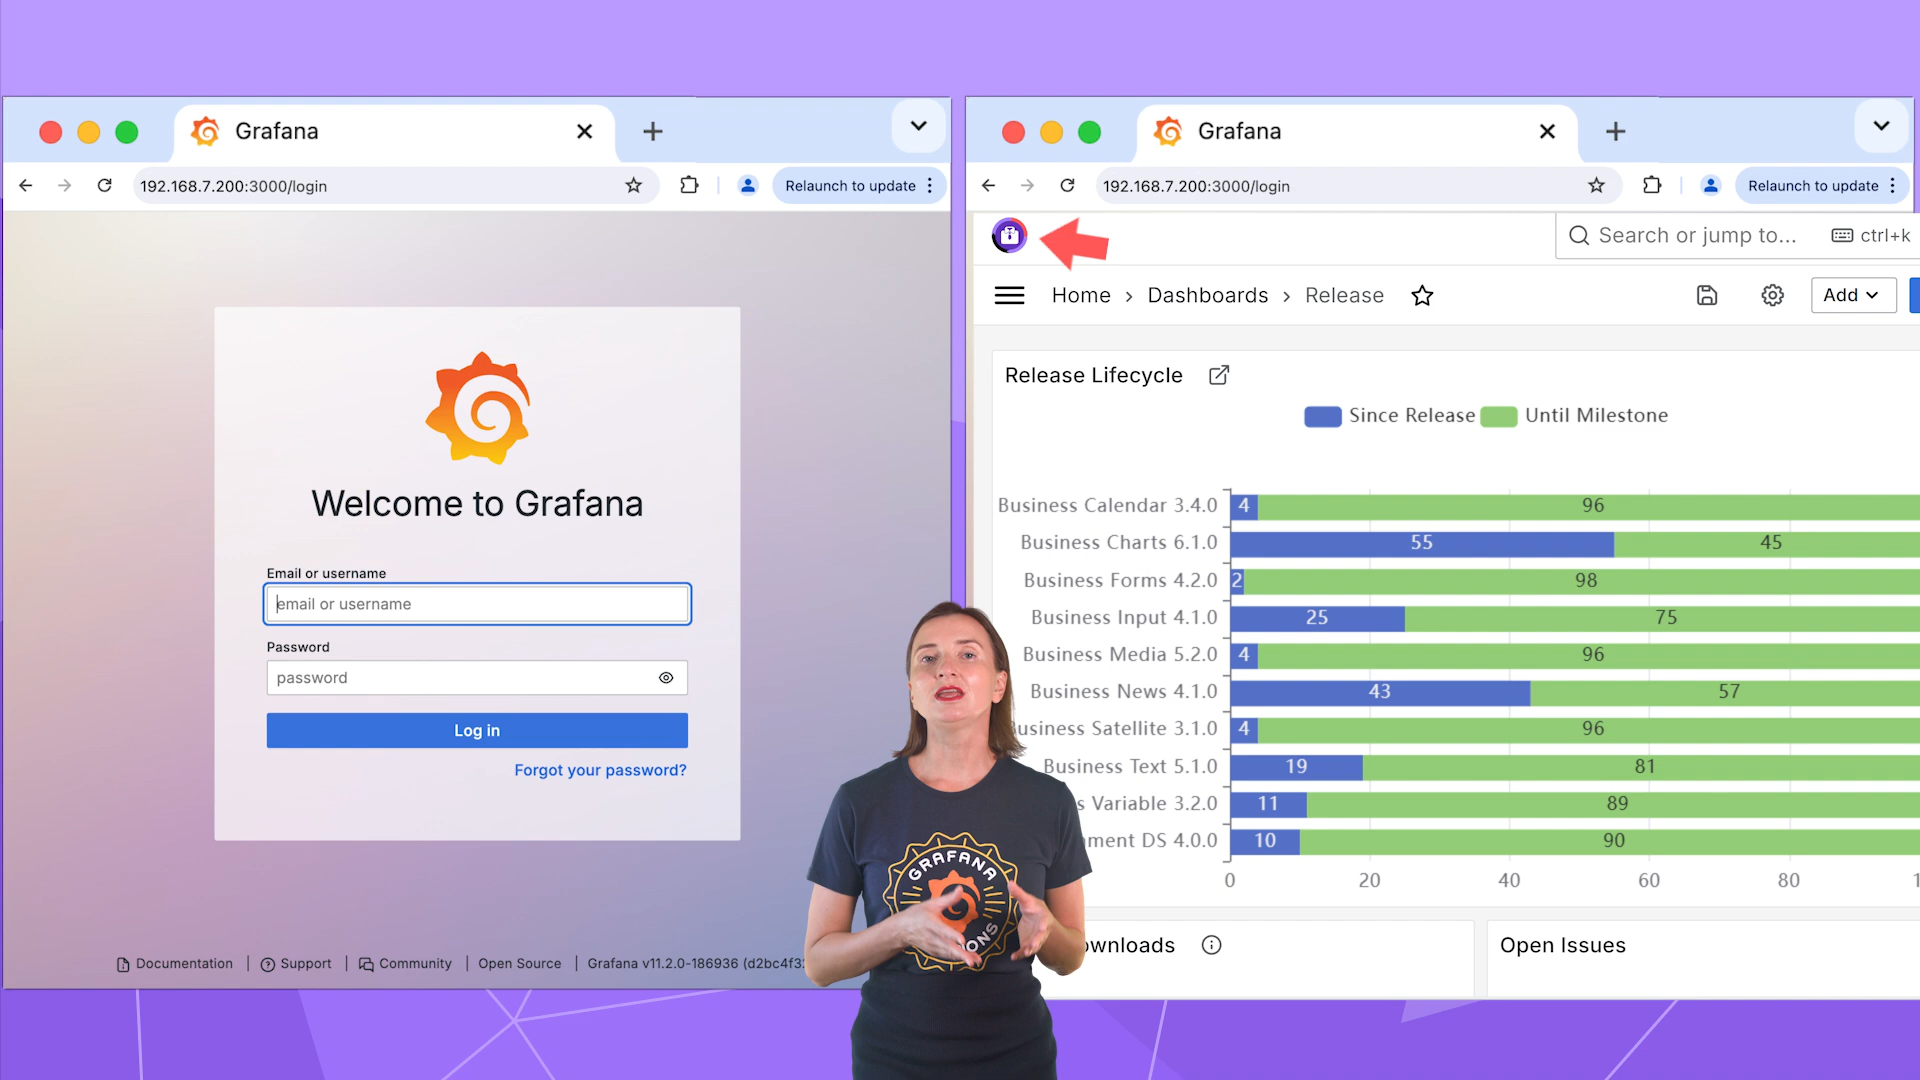 Grafana
192.168.7.200:3000/login
Relaunch to update
Welcome to Grafana
Email or username
email or username
Password
password
Log in
Forgot your password?
Documentation
Support
Community
Open Source
Grafana v11.2.0-186936 (d2bc4f3
Grafana
192.168.7.200:3000/login
Relaunch to update
Search or jump to...
ctrl+k
Home › Dashboards › Release
Add
Release Lifecycle
Since Release
Until Milestone
Business Calendar 3.4.0 4 96
Business Charts 6.1.0 55 45
Business Forms 4.2.0 2 98
Business Input 4.1.0 25 75
Business Media 5.2.0 4 96
Business News 4.1.0 43 57
Business Satellite 3.1.0 4 96
Business Text 5.1.0 19 81
s Variable 3.2.0 11 89
ment DS 4.0.0 10 90
0 20 40 60 80 1
ownloads
Open Issues
GRAFANA
ONS